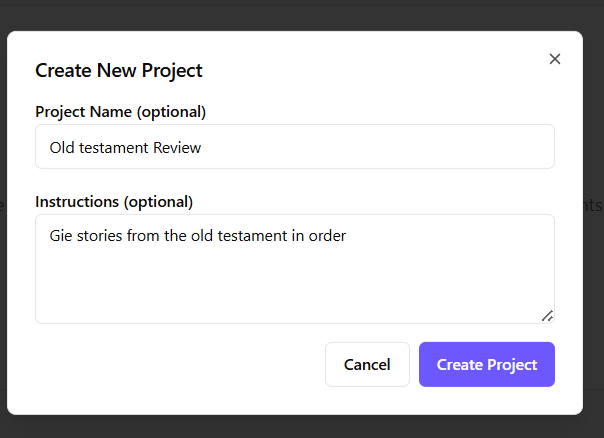 Create New Project
Project Name (optional)
Old testament Review
Instructions (optional)
Gie stories from the old testament in order
Cancel
Create Project